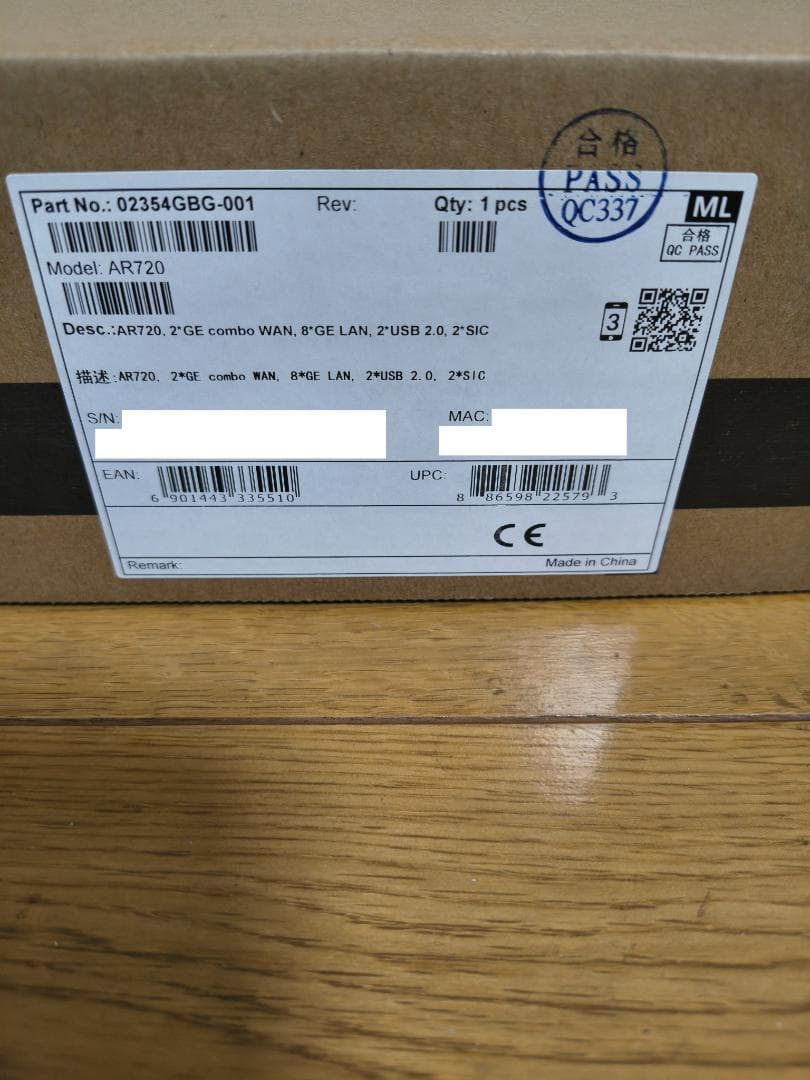 合格
PASS
QC337
Part No.: 02354GBG-001 Rev: Qty: 1 pcs ML
合格
QC PASS
Model: AR720
3
Desc.:AR720, 2*GE combo WAN, 8*GE LAN, 2*USB 2.0, 2*SIC
描述:AR720, 2*GE combo WAN, 8*GE LAN, 2*USB 2.0, 2*SIC
S/N: MAC:
EAN: 6 901443 335510 UPC: 8 86598 22579 3
CE
Remark: Made in China